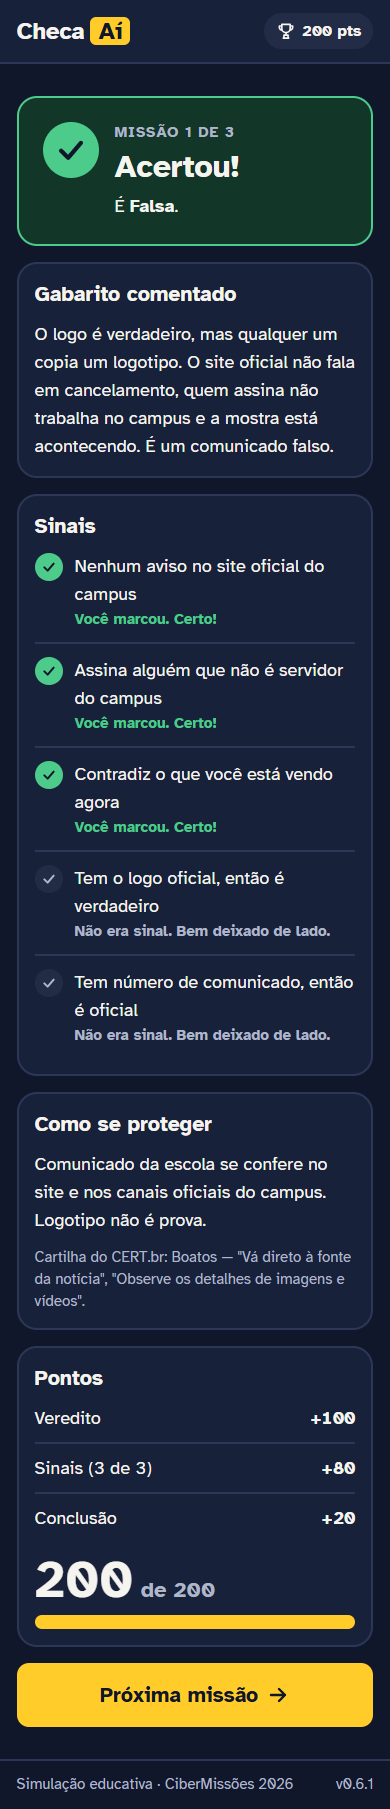 Checa Aí
200 pts
MISSÃO 1 DE 3
Acertou!
É Falsa.
Gabarito comentado
O logo é verdadeiro, mas qualquer um
copia um logotipo. O site oficial não fala
em cancelamento, quem assina não
trabalha no campus e a mostra está
acontecendo. É um comunicado falso.
Sinais
Nenhum aviso no site oficial do
campus
Você marcou. Certo!
Assina alguém que não é servidor
do campus
Você marcou. Certo!
Contradiz o que você está vendo
agora
Você marcou. Certo!
Tem o logo oficial, então é
verdadeiro
Não era sinal. Bem deixado de lado.
Tem número de comunicado, então
é oficial
Não era sinal. Bem deixado de lado.
Como se proteger
Comunicado da escola se confere no
site e nos canais oficiais do campus.
Logotipo não é prova.
Cartilha do CERT.br: Boatos — "Vá direto à fonte
da notícia", "Observe os detalhes de imagens e
vídeos".
Pontos
Veredito +100
Sinais (3 de 3) +80
Conclusão +20
200 de 200
Próxima missão →
Simulação educativa · CiberMissões 2026 v0.6.1